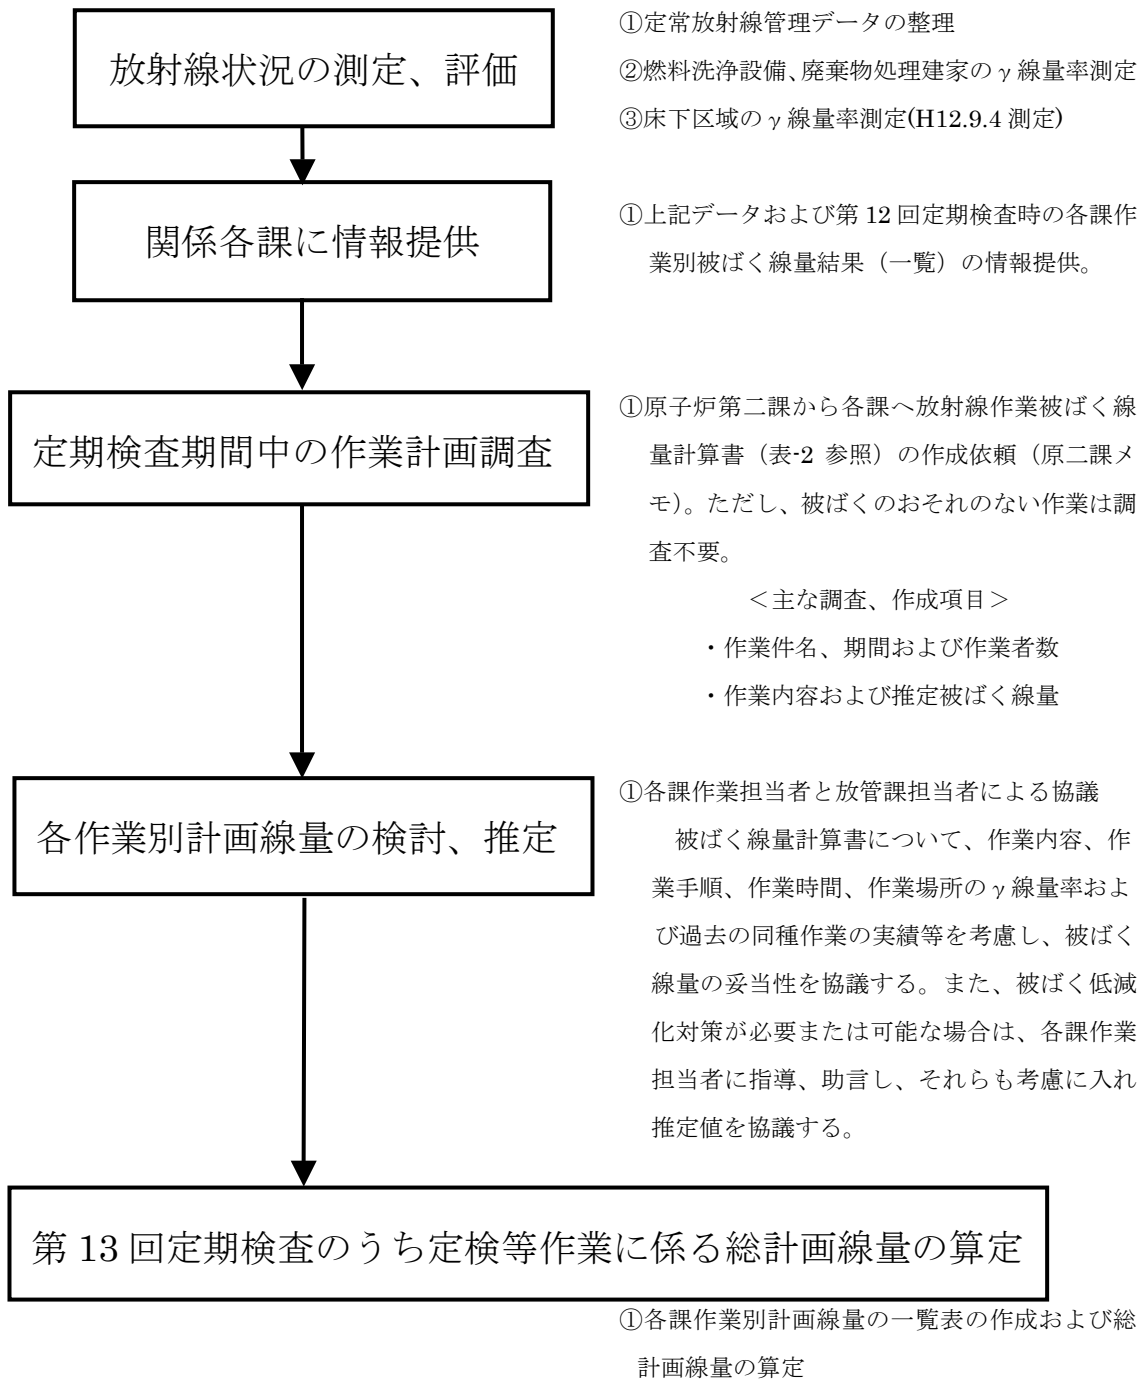 放射線状況の測定、評価
①定常放射線管理データの整理
②燃料洗浄設備、廃棄物処理建家のγ線量率測定
③床下区域のγ線量率測定(H12.9.4 測定)
関係各課に情報提供
①上記データおよび第 12 回定期検査時の各課作
業別被ばく線量結果（一覧）の情報提供。
定期検査期間中の作業計画調査
①原子炉第二課から各課へ放射線作業被ばく線
量計算書（表-2 参照）の作成依頼（原二課メ
モ）。ただし、被ばくのおそれのない作業は調
査不要。
＜主な調査、作成項目＞
・作業件名、期間および作業者数
・作業内容および推定被ばく線量
各作業別計画線量の検討、推定
①各課作業担当者と放管課担当者による協議
被ばく線量計算書について、作業内容、作
業手順、作業時間、作業場所のγ線量率およ
び過去の同種作業の実績等を考慮し、被ばく
線量の妥当性を協議する。また、被ばく低減
化対策が必要または可能な場合は、各課作業
担当者に指導、助言し、それらも考慮に入れ
推定値を協議する。
第 13 回定期検査のうち定検等作業に係る総計画線量の算定
①各課作業別計画線量の一覧表の作成および総
計画線量の算定